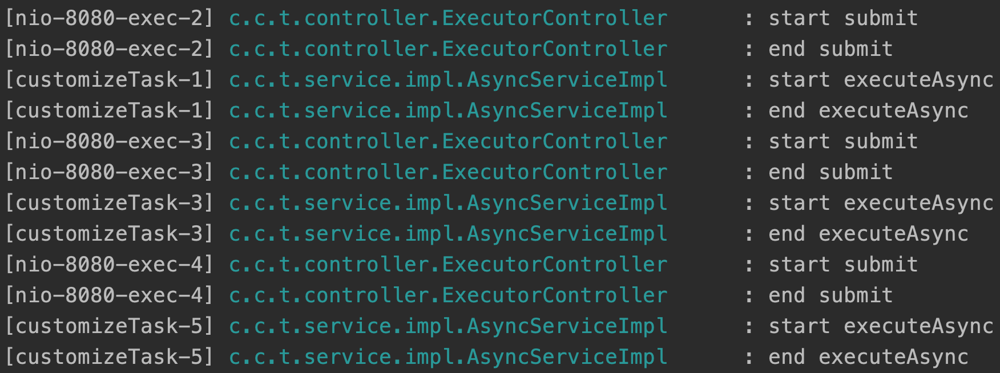 [nio-8080-exec-2] c.c.t.controller.ExecutorController : start submit
[nio-8080-exec-2] c.c.t.controller.ExecutorController : end submit
[customizeTask-1] c.c.t.service.impl.AsyncServiceImpl : start executeAsync
[customizeTask-1] c.c.t.service.impl.AsyncServiceImpl : end executeAsync
[nio-8080-exec-3] c.c.t.controller.ExecutorController : start submit
[nio-8080-exec-3] c.c.t.controller.ExecutorController : end submit
[customizeTask-3] c.c.t.service.impl.AsyncServiceImpl : start executeAsync
[customizeTask-3] c.c.t.service.impl.AsyncServiceImpl : end executeAsync
[nio-8080-exec-4] c.c.t.controller.ExecutorController : start submit
[nio-8080-exec-4] c.c.t.controller.ExecutorController : end submit
[customizeTask-5] c.c.t.service.impl.AsyncServiceImpl : start executeAsync
[customizeTask-5] c.c.t.service.impl.AsyncServiceImpl : end executeAsync